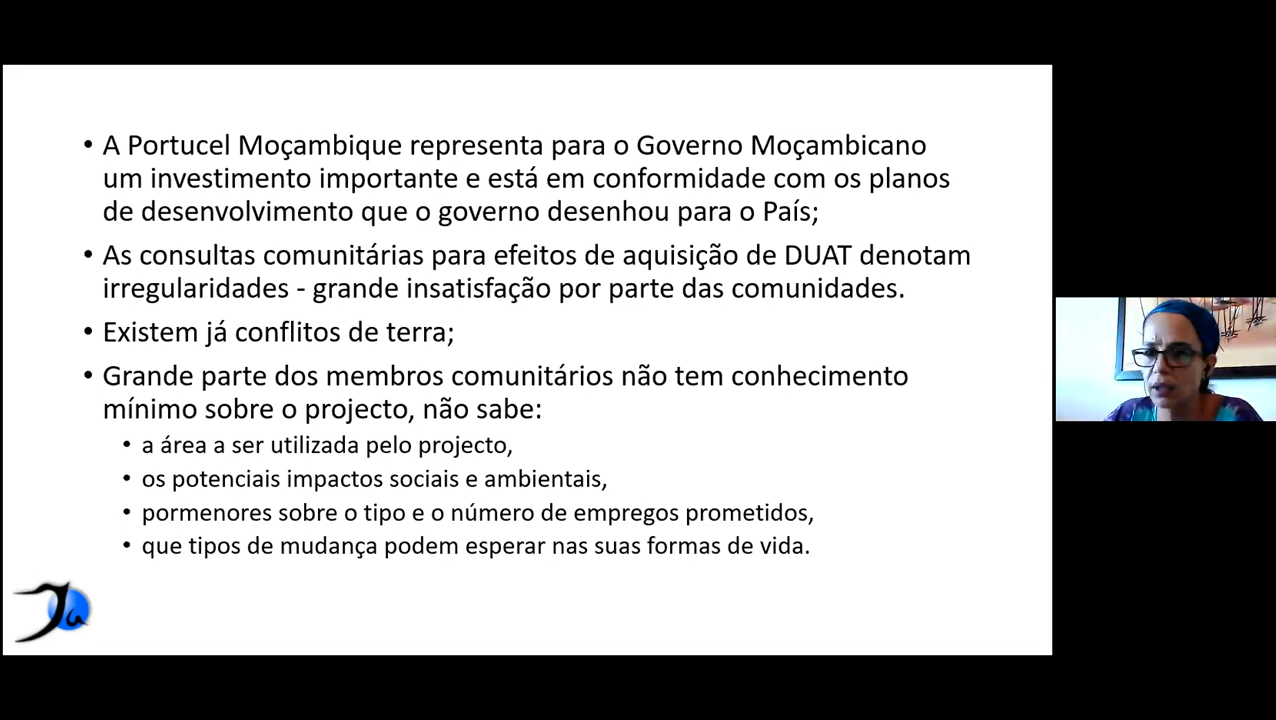 • A Portucel Moçambique representa para o Governo Moçambicano
um investimento importante e está em conformidade com os planos
de desenvolvimento que o governo desenhou para o País;
• As consultas comunitárias para efeitos de aquisição de DUAT denotam
irregularidades - grande insatisfação por parte das comunidades.
• Existem já conflitos de terra;
• Grande parte dos membros comunitários não tem conhecimento
mínimo sobre o projecto, não sabe:
• a área a ser utilizada pelo projecto,
• os potenciais impactos sociais e ambientais,
• pormenores sobre o tipo e o número de empregos prometidos,
• que tipos de mudança podem esperar nas suas formas de vida.